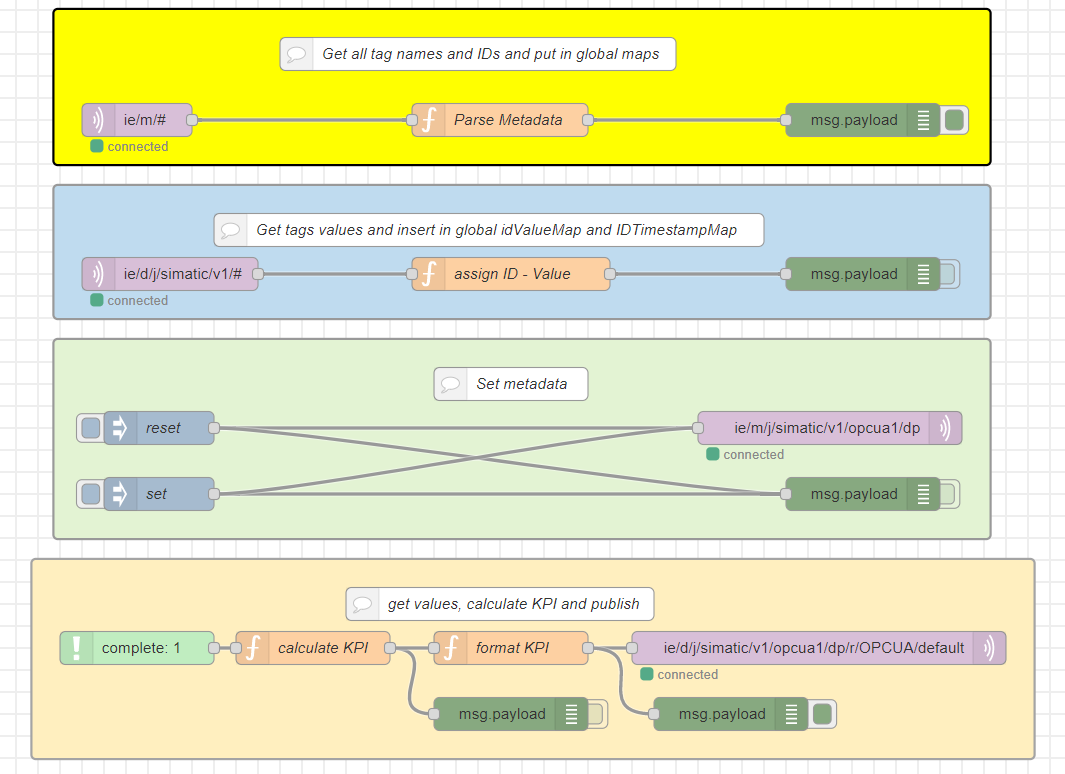 Get all tag names and IDs and put in global maps
ie/m/#
Parse Metadata
msg.payload
connected
Get tags values and insert in global idValueMap and IDTimestampMap
ie/d/j/simatic/v1/#
assign ID - Value
msg.payload
connected
Set metadata
reset
ie/m/j/simatic/v1/opcua1/dp
connected
set
msg.payload
get values, calculate KPI and publish
complete: 1
calculate KPI
format KPI
ie/d/j/simatic/v1/opcua1/dp/r/OPCUA/default
connected
msg.payload
msg.payload